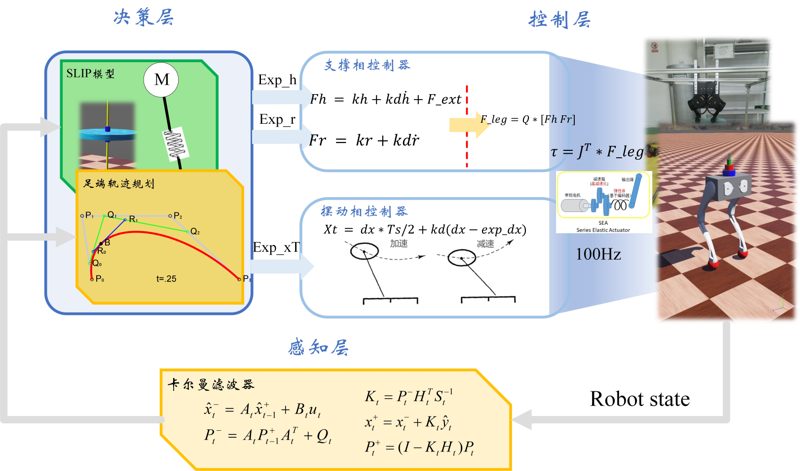 决策层
控制层
SLIP模型
M
足端轨迹规划
P₁ Q₁ R₁ P₂
Q₂
B
R₀
Q₀
P₀ t=.25 P₃
Exp_h
Exp_r
Exp_xT
支撑相控制器
Fh = kh + kdḣ + F_ext
Fr = kr + kdṙ
F_leg = Q * [Fh Fr]
摆动相控制器
Xt = dx * Ts/2 + kd(dx − exp_dx)
加速
减速
τ = Jᵀ * F_leg
SEA
Series Elastic Actuator
100Hz
感知层
卡尔曼滤波器
x̂ₜ⁻ = Aₜx̂ₜ₋₁⁺ + Bₜuₜ
Pₜ⁻ = AₜPₜ₋₁⁺Aₜᵀ + Qₜ
Kₜ = Pₜ⁻HₜᵀSₜ⁻¹
xₜ⁺ = xₜ⁻ + Kₜŷₜ
Pₜ⁺ = (I − KₜHₜ)Pₜ
Robot state